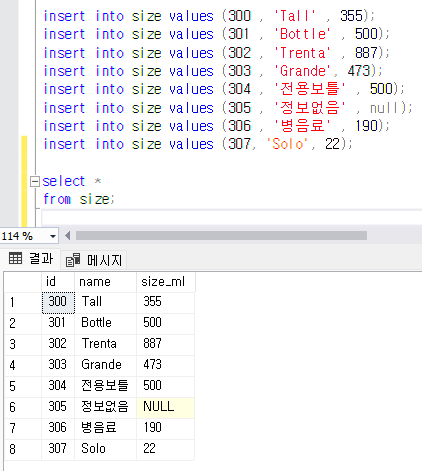 insert into size values (300 , 'Tall' , 355);
insert into size values (301 , 'Bottle' , 500);
insert into size values (302 , 'Trenta' , 887);
insert into size values (303 , 'Grande', 473);
insert into size values (304 , '전용보틀' , 500);
insert into size values (305 , '정보없음' , null);
insert into size values (306 , '병음료' , 190);
insert into size values (307, 'Solo', 22);
select *
from size;
114 %
결과 메시지
id name size_ml
1 300 Tall 355
2 301 Bottle 500
3 302 Trenta 887
4 303 Grande 473
5 304 전용보틀 500
6 305 정보없음 NULL
7 306 병음료 190
8 307 Solo 22